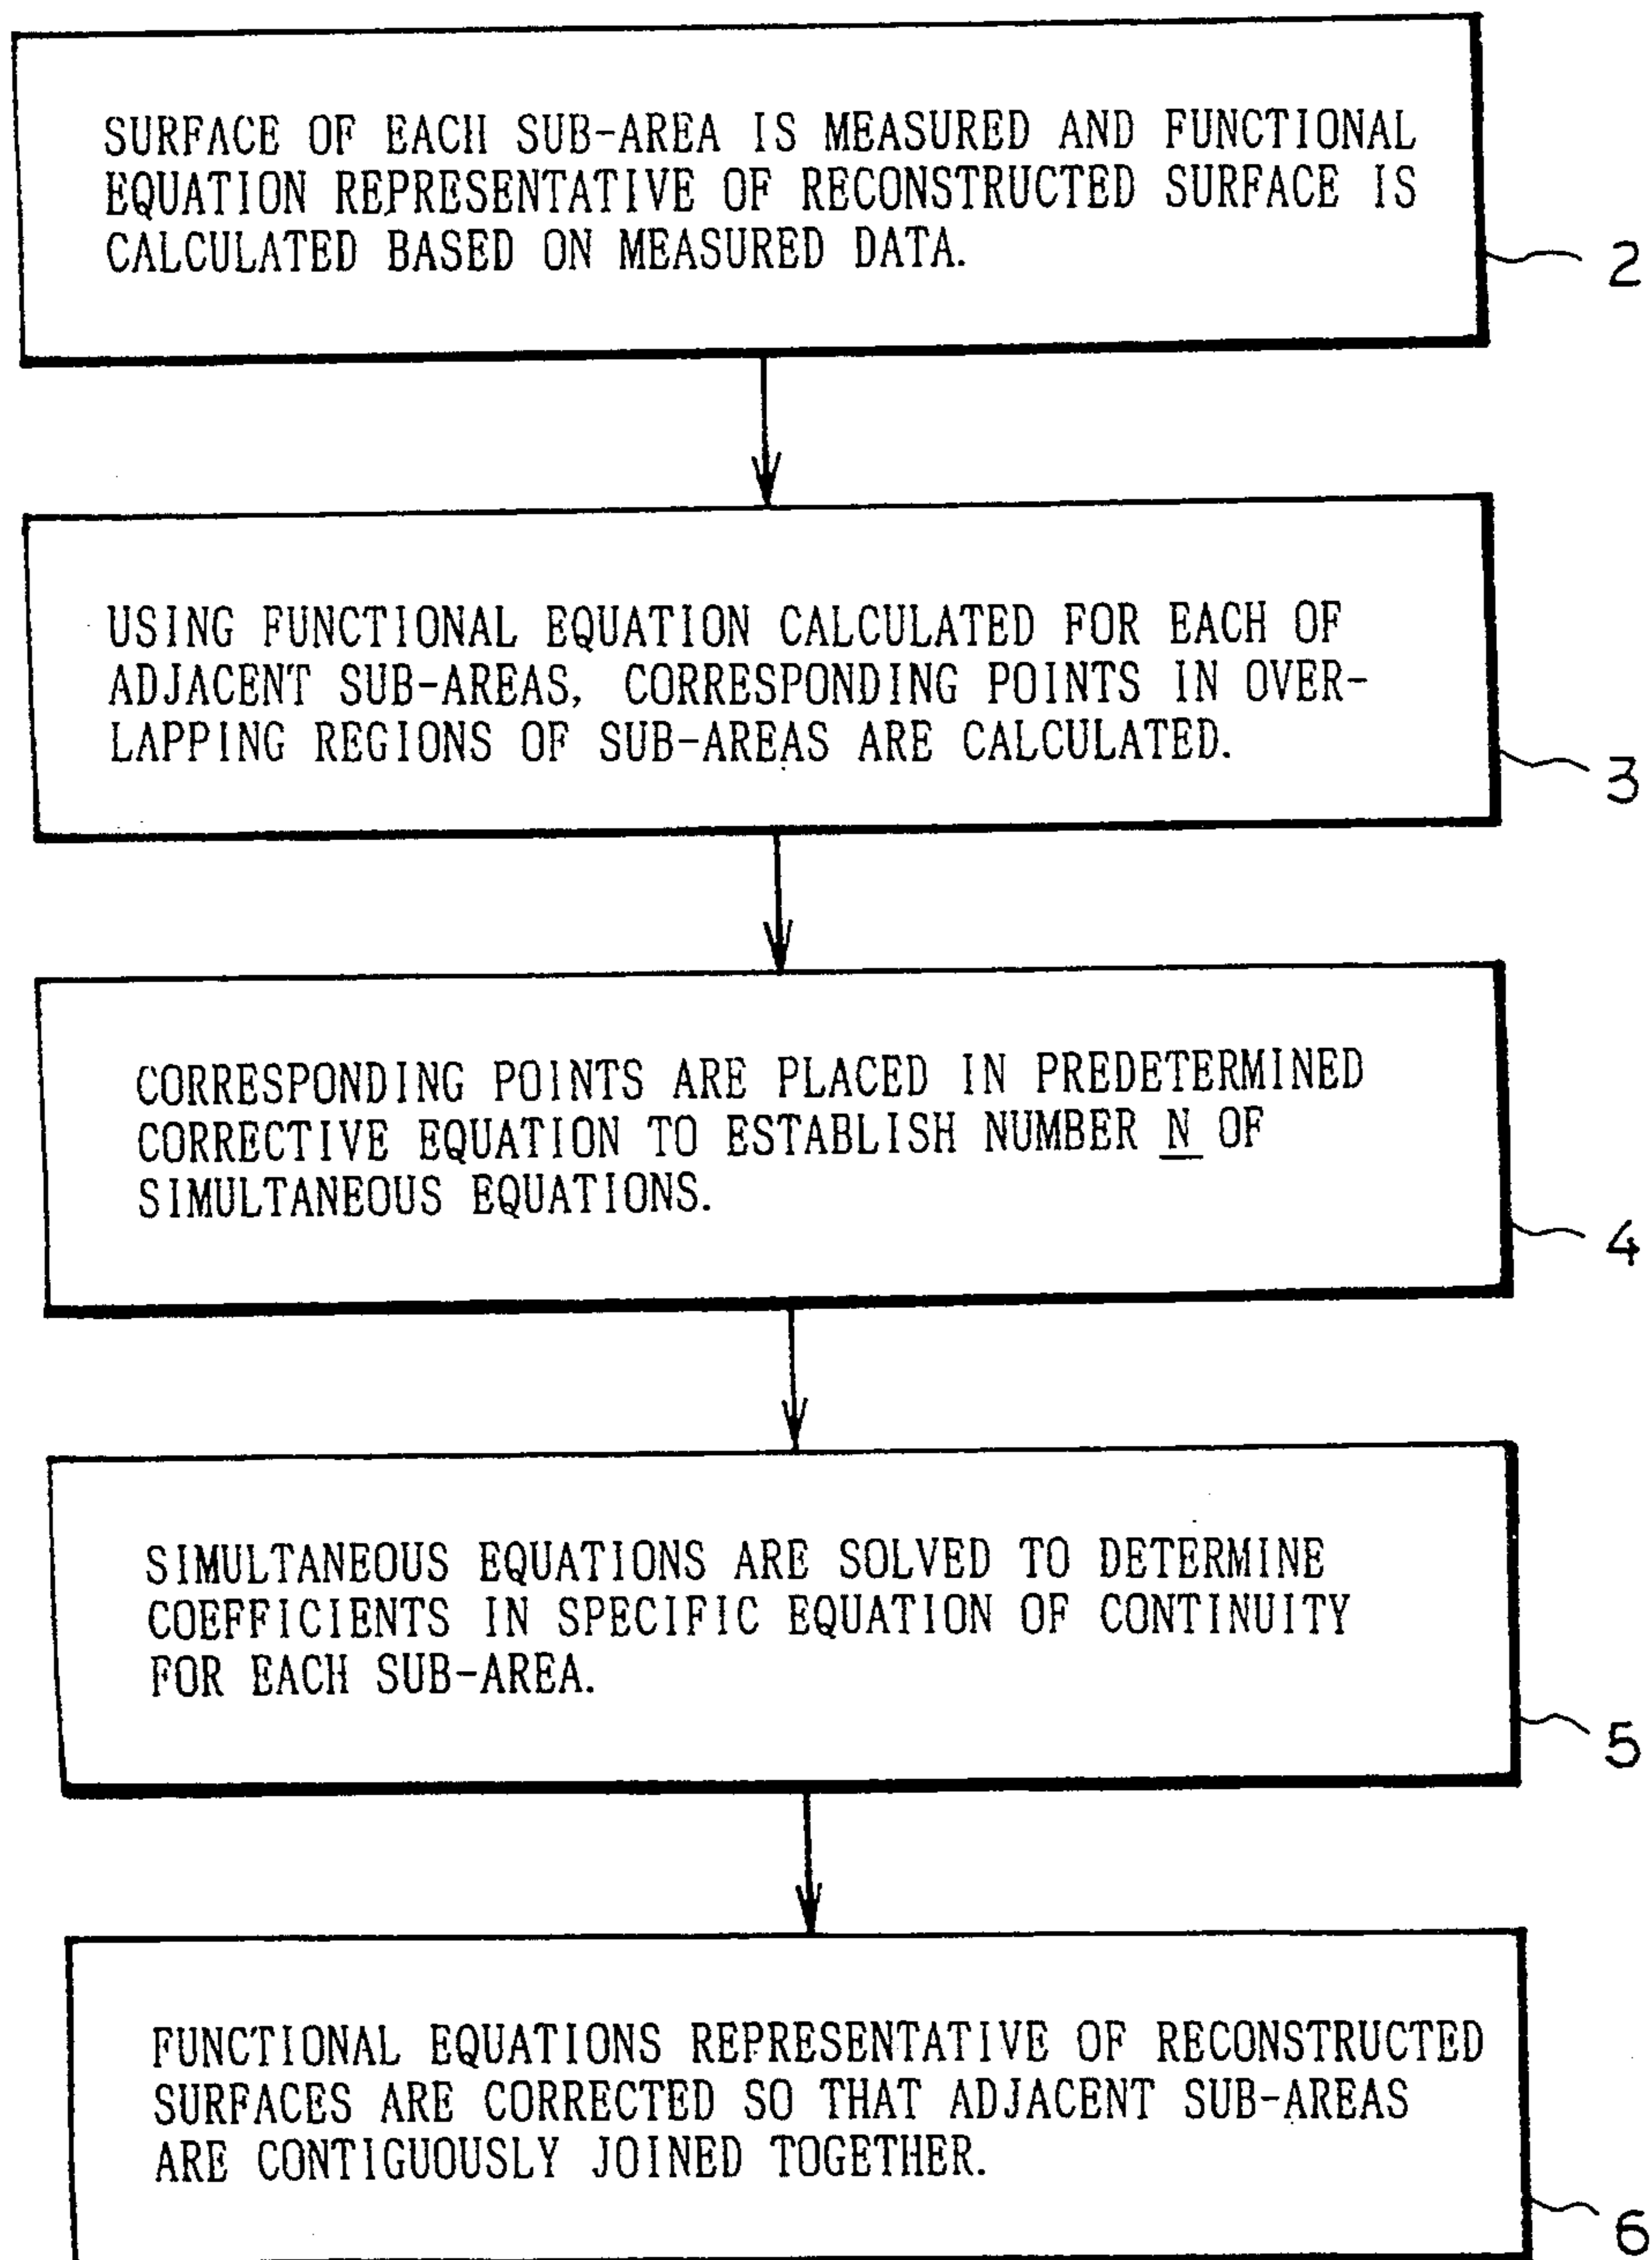 SURFACE OF EACH SUB-AREA IS MEASURED AND FUNCTIONAL
EQUATION REPRESENTATIVE OF RECONSTRUCTED SURFACE IS
CALCULATED BASED ON MEASURED DATA.
2
USING FUNCTIONAL EQUATION CALCULATED FOR EACH OF
ADJACENT SUB-AREAS, CORRESPONDING POINTS IN OVER-
LAPPING REGIONS OF SUB-AREAS ARE CALCULATED.
3
CORRESPONDING POINTS ARE PLACED IN PREDETERMINED
CORRECTIVE EQUATION TO ESTABLISH NUMBER N OF
SIMULTANEOUS EQUATIONS.
4
SIMULTANEOUS EQUATIONS ARE SOLVED TO DETERMINE
COEFFICIENTS IN SPECIFIC EQUATION OF CONTINUITY
FOR EACH SUB-AREA.
5
FUNCTIONAL EQUATIONS REPRESENTATIVE OF RECONSTRUCTED
SURFACES ARE CORRECTED SO THAT ADJACENT SUB-AREAS
ARE CONTIGUOUSLY JOINED TOGETHER.
6